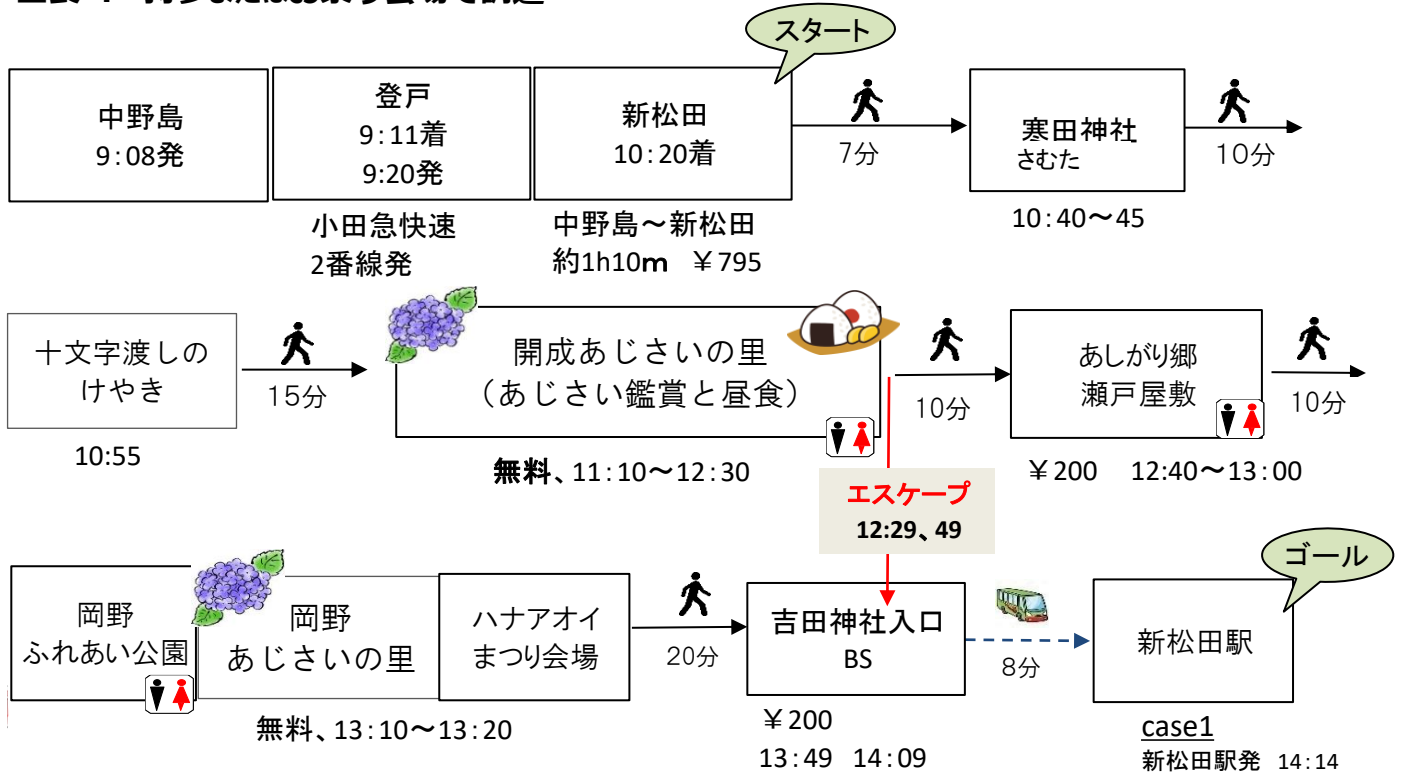 スタート
中野島
9:08発
登戸
9:11着
9:20発
新松田
10:20着
7分
寒田神社
さむた
10分
小田急快速
2番線発
中野島～新松田
約1h10m ￥795
10:40～45
十文字渡しの
けやき
15分
開成あじさいの里
（あじさい鑑賞と昼食）
10分
あしがり郷
瀬戸屋敷
10分
10:55
無料、11:10～12:30
￥200 12:40～13:00
エスケープ
12:29、49
ゴール
岡野
ふれあい公園
岡野
あじさいの里
ハナアオイ
まつり会場
20分
吉田神社入口
BS
8分
新松田駅
無料、13:10～13:20
￥200
13:49 14:09
case1
新松田駅発 14:14